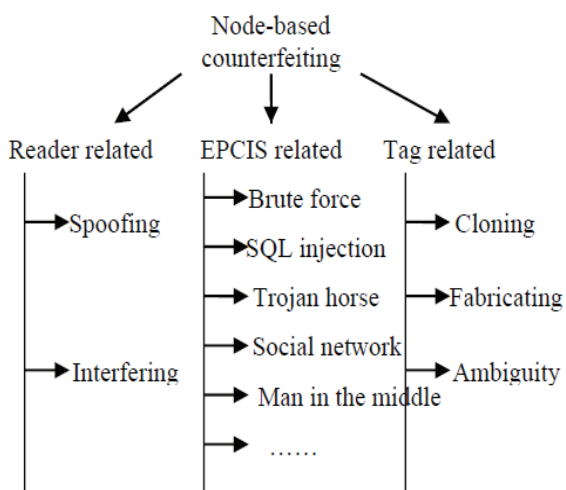 Node-based
counterfeiting
Reader related
EPCIS related
Tag related
Spoofing
Interfering
Brute force
SQL injection
Trojan horse
Social network
Man in the middle
……
Cloning
Fabricating
Ambiguity